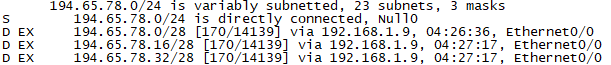 194.65.78.0/24 is variably subnetted, 23 subnets, 3 masks
S 194.65.78.0/24 is directly connected, Null0
D EX 194.65.78.0/28 [170/14139] via 192.168.1.9, 04:26:36, Ethernet0/0
D EX 194.65.78.16/28 [170/14139] via 192.168.1.9, 04:27:17, Ethernet0/0
D EX 194.65.78.32/28 [170/14139] via 192.168.1.9, 04:27:17, Ethernet0/0